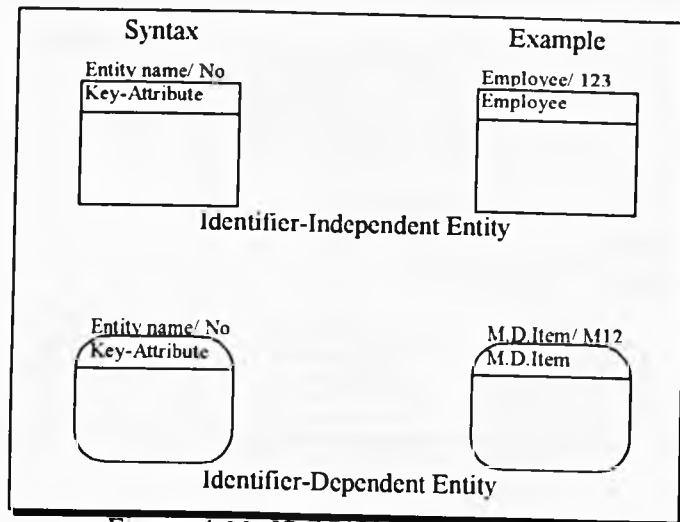 Syntax
Example
Entity name/ No
Key-Attribute
Employee/ 123
Employee
Identifier-Independent Entity
Entity name/ No
Key-Attribute
M.D.Item/ M12
M.D.Item
Identifier-Dependent Entity